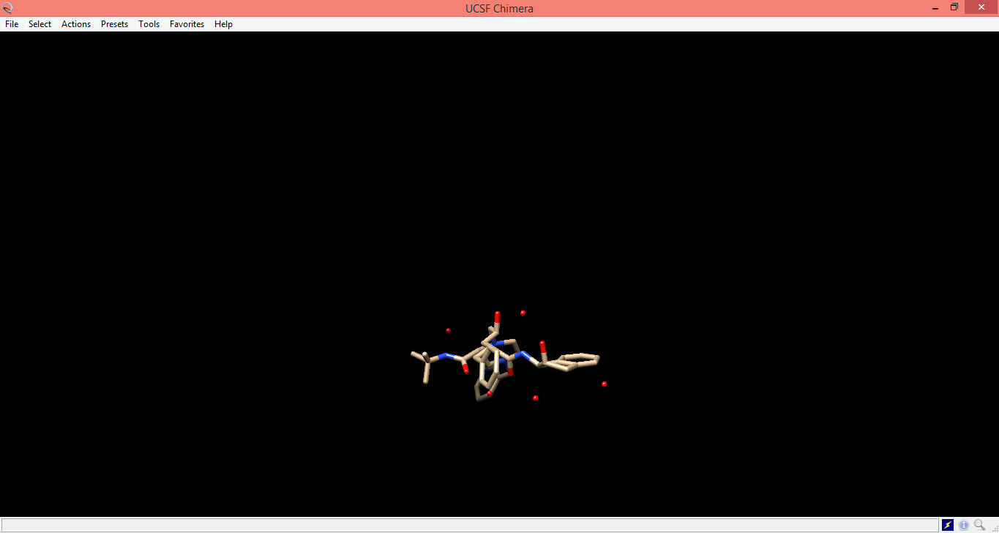 UCSF Chimera
File Select Actions Presets Tools Favorites Help